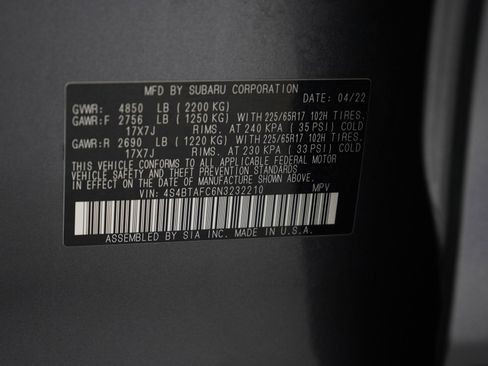 MFD BY SUBARU CORPORATION
GVWR: 4850 LB (2200 KG) DATE: 04/22
GAWR:F 2756 LB (1250 KG) WITH 225/65R17 102H TIRES.
17X7J RIMS. AT 240 KPA (35 PSI) COLD
GAWR:R 2690 LB (1220 KG) WITH 225/65R17 102H TIRES.
17X7J RIMS. AT 230 KPA (33 PSI) COLD
THIS VEHICLE CONFORMS TO ALL APPLICABLE FEDERAL MOTOR
VEHICLE SAFETY AND THEFT PREVENTION STANDARDS
IN EFFECT ON THE DATE OF MANUFACTURE SHOWN ABOVE.
VIN: 4S4BTAFC6N3232210 MPV
ASSEMBLED BY SIA INC. MADE IN U.S.A.